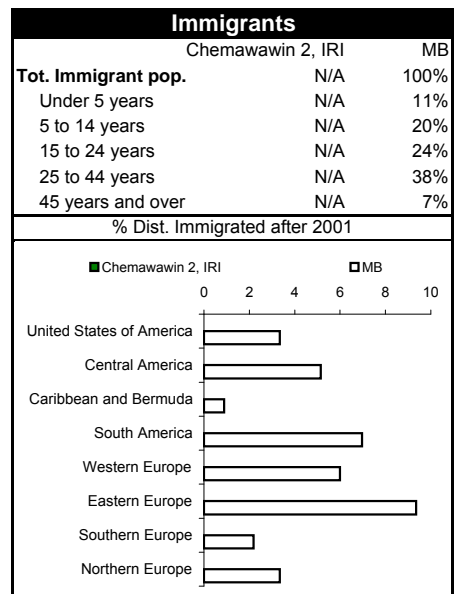 Immigrants
Chemawawin 2, IRI MB
Tot. Immigrant pop. N/A 100%
Under 5 years N/A 11%
5 to 14 years N/A 20%
15 to 24 years N/A 24%
25 to 44 years N/A 38%
45 years and over N/A 7%
% Dist. Immigrated after 2001
Chemawawin 2, IRI MB
0 2 4 6 8 10
United States of America
Central America
Caribbean and Bermuda
South America
Western Europe
Eastern Europe
Southern Europe
Northern Europe